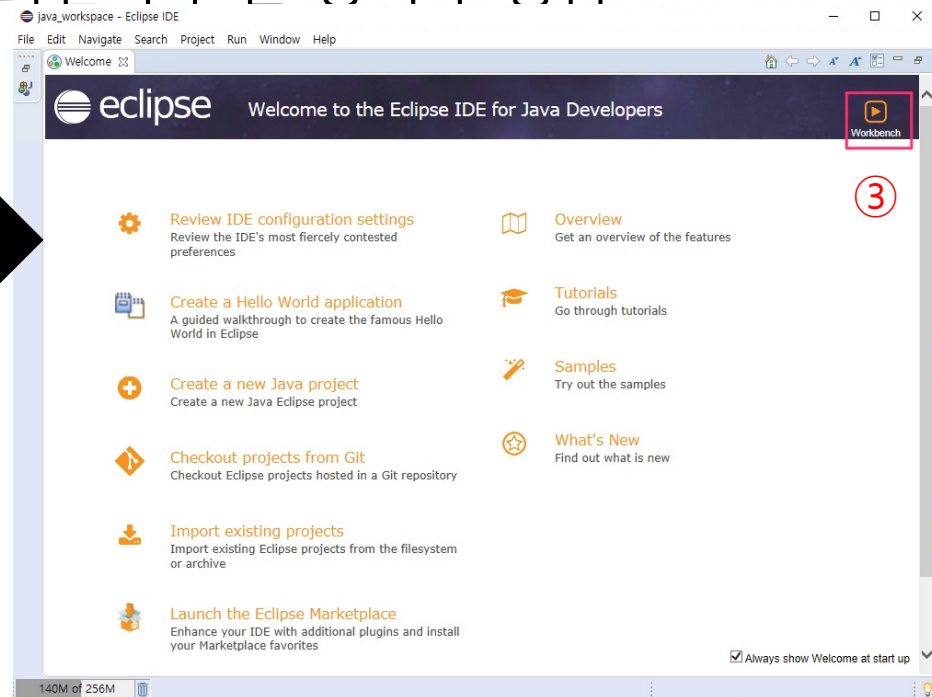 java_workspace - Eclipse IDE
File Edit Navigate Search Project Run Window Help
Welcome
eclipse Welcome to the Eclipse IDE for Java Developers
Workbench
③
Review IDE configuration settings
Review the IDE's most fiercely contested
preferences
Create a Hello World application
A guided walkthrough to create the famous Hello
World in Eclipse
Create a new Java project
Create a new Java Eclipse project
Checkout projects from Git
Checkout Eclipse projects hosted in a Git repository
Import existing projects
Import existing Eclipse projects from the filesystem
or archive
Launch the Eclipse Marketplace
Enhance your IDE with additional plugins and install
your Marketplace favorites
Overview
Get an overview of the features
Tutorials
Go through tutorials
Samples
Try out the samples
What's New
Find out what is new
Always show Welcome at start up
140M of 256M